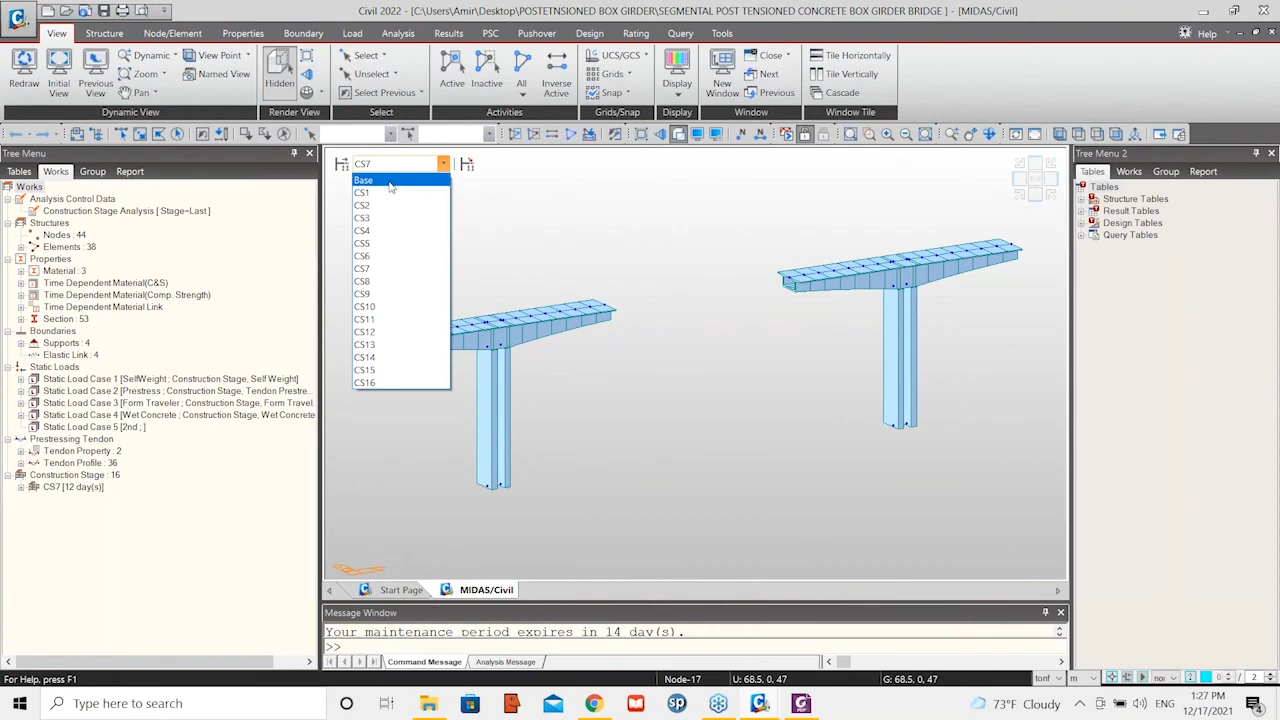 Civil 2022 - [C:\Users\Amir\Desktop\POSTETNSIONED BOX GIRDER\SEGMENTAL POST TENSIONED CONCRETE BOX GIRDER BRIDGE ] - [MIDAS/Civil]
View Structure Node/Element Properties Boundary Load Analysis Results PSC Pushover Design Rating Query Tools Help
Redraw
Initial View
Previous View
Dynamic
Zoom
Pan
View Point
Named View
Dynamic View
Hidden
Render View
Select
Unselect
Select Previous
Select
Active
Inactive
All
Inverse Active
Activities
UCS/GCS
Grids
Snap
Grids/Snap
Display
Display
New Window
Close
Next
Previous
Window
Tile Horizontally
Tile Vertically
Cascade
Window Tile
Tree Menu
Tables Works Group Report
Works
Analysis Control Data
Construction Stage Analysis [ Stage=Last ]
Structures
Nodes : 44
Elements : 38
Properties
Material : 3
Time Dependent Material(C&S)
Time Dependent Material(Comp. Strength)
Time Dependent Material Link
Section : 53
Boundaries
Supports : 4
Elastic Link : 4
Static Loads
Static Load Case 1 [SelfWeight ; Construction Stage, Self Weight]
Static Load Case 2 [Prestress ; Construction Stage, Tendon Prestre...
Static Load Case 3 [Form Traveler ; Construction Stage, Form Travel..
Static Load Case 4 [Wet Concrete ; Construction Stage, Wet Concrete
Static Load Case 5 [2nd ; ]
Prestressing Tendon
Tendon Property : 2
Tendon Profile : 36
Construction Stage : 16
CS7 [12 day(s)]
CS7
Base
CS1
CS2
CS3
CS4
CS5
CS6
CS7
CS8
CS9
CS10
CS11
CS12
CS13
CS14
CS15
CS16
TOP
Start Page MIDAS/Civil
Message Window
Your maintenance period expires in 14 day(s).
>>
Command Message Analysis Message
Tree Menu 2
Tables Works Group Report
Tables
Structure Tables
Result Tables
Design Tables
Query Tables
For Help, press F1
Node-17
U: 68.5, 0, 47
G: 68.5, 0, 47
tonf
m
no
0
/ 2
Type here to search
73°F Cloudy
ENG
1:27 PM
12/17/2021
4